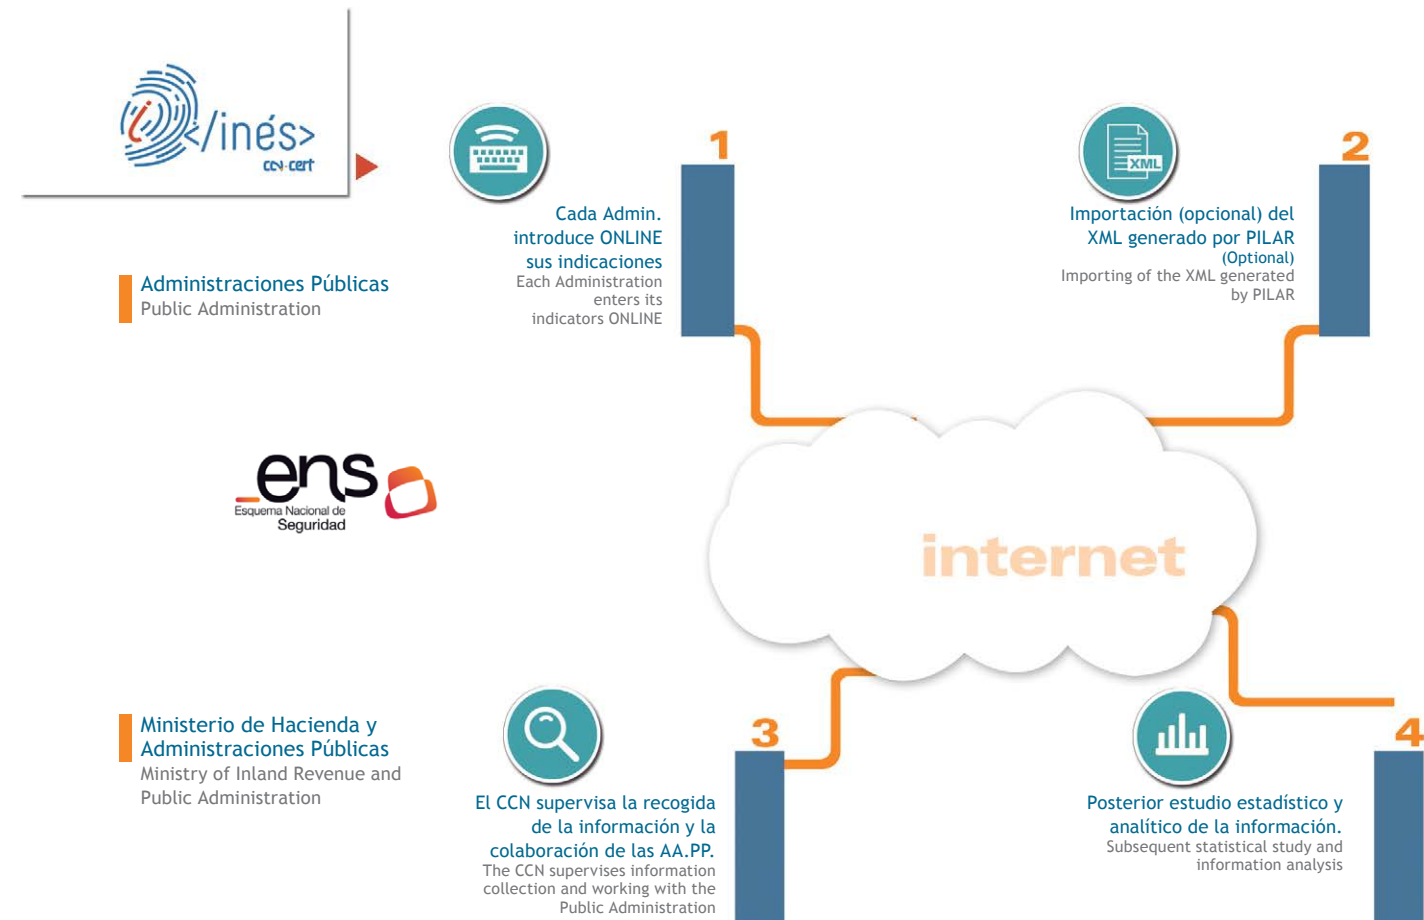 i</inés>
ccn-cert
1
Cada Admin.
introduce ONLINE
sus indicaciones
Each Administration
enters its
indicators ONLINE
XML
2
Importación (opcional) del
XML generado por PILAR
(Optional)
Importing of the XML generated
by PILAR
Administraciones Públicas
Public Administration
ens
Esquema Nacional de
Seguridad
internet
Ministerio de Hacienda y
Administraciones Públicas
Ministry of Inland Revenue and
Public Administration
3
El CCN supervisa la recogida
de la información y la
colaboración de las AA.PP.
The CCN supervises information
collection and working with the
Public Administration
4
Posterior estudio estadístico y
analítico de la información.
Subsequent statistical study and
information analysis